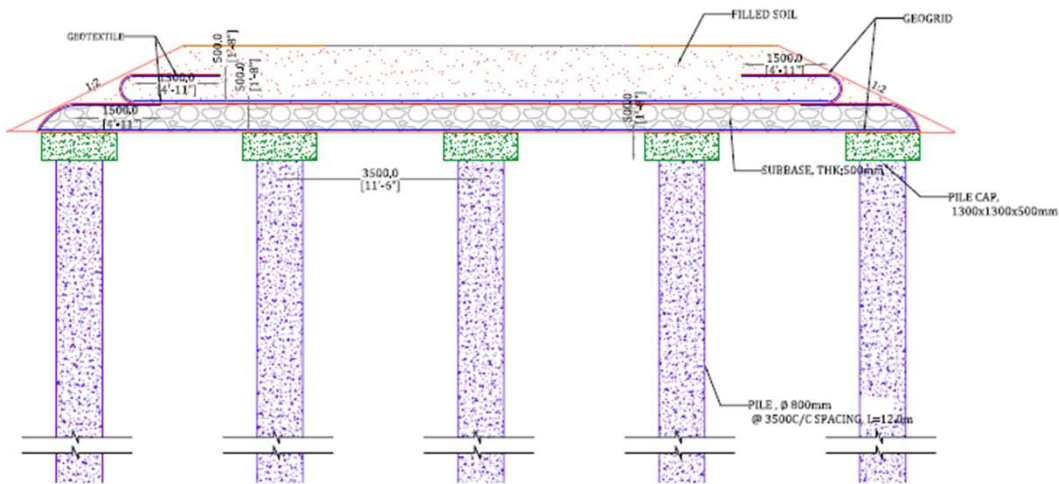 FILLED SOIL
GEOGRID
GEOTEXTILE
500,0
[1'-8"]
500,0
[1'-8"]
1500,0
[4'-11"]
1500,0
[4'-11"]
1/2
1/2
1500,0
[4'-11"]
500,0
[1'-8"]
3500,0
[11'-6"]
SUBBASE, THK;500mm
PILE CAP,
1300x1300x500mm
PILE , Ø 800mm
@ 3500C/C SPACING, L=12.0m